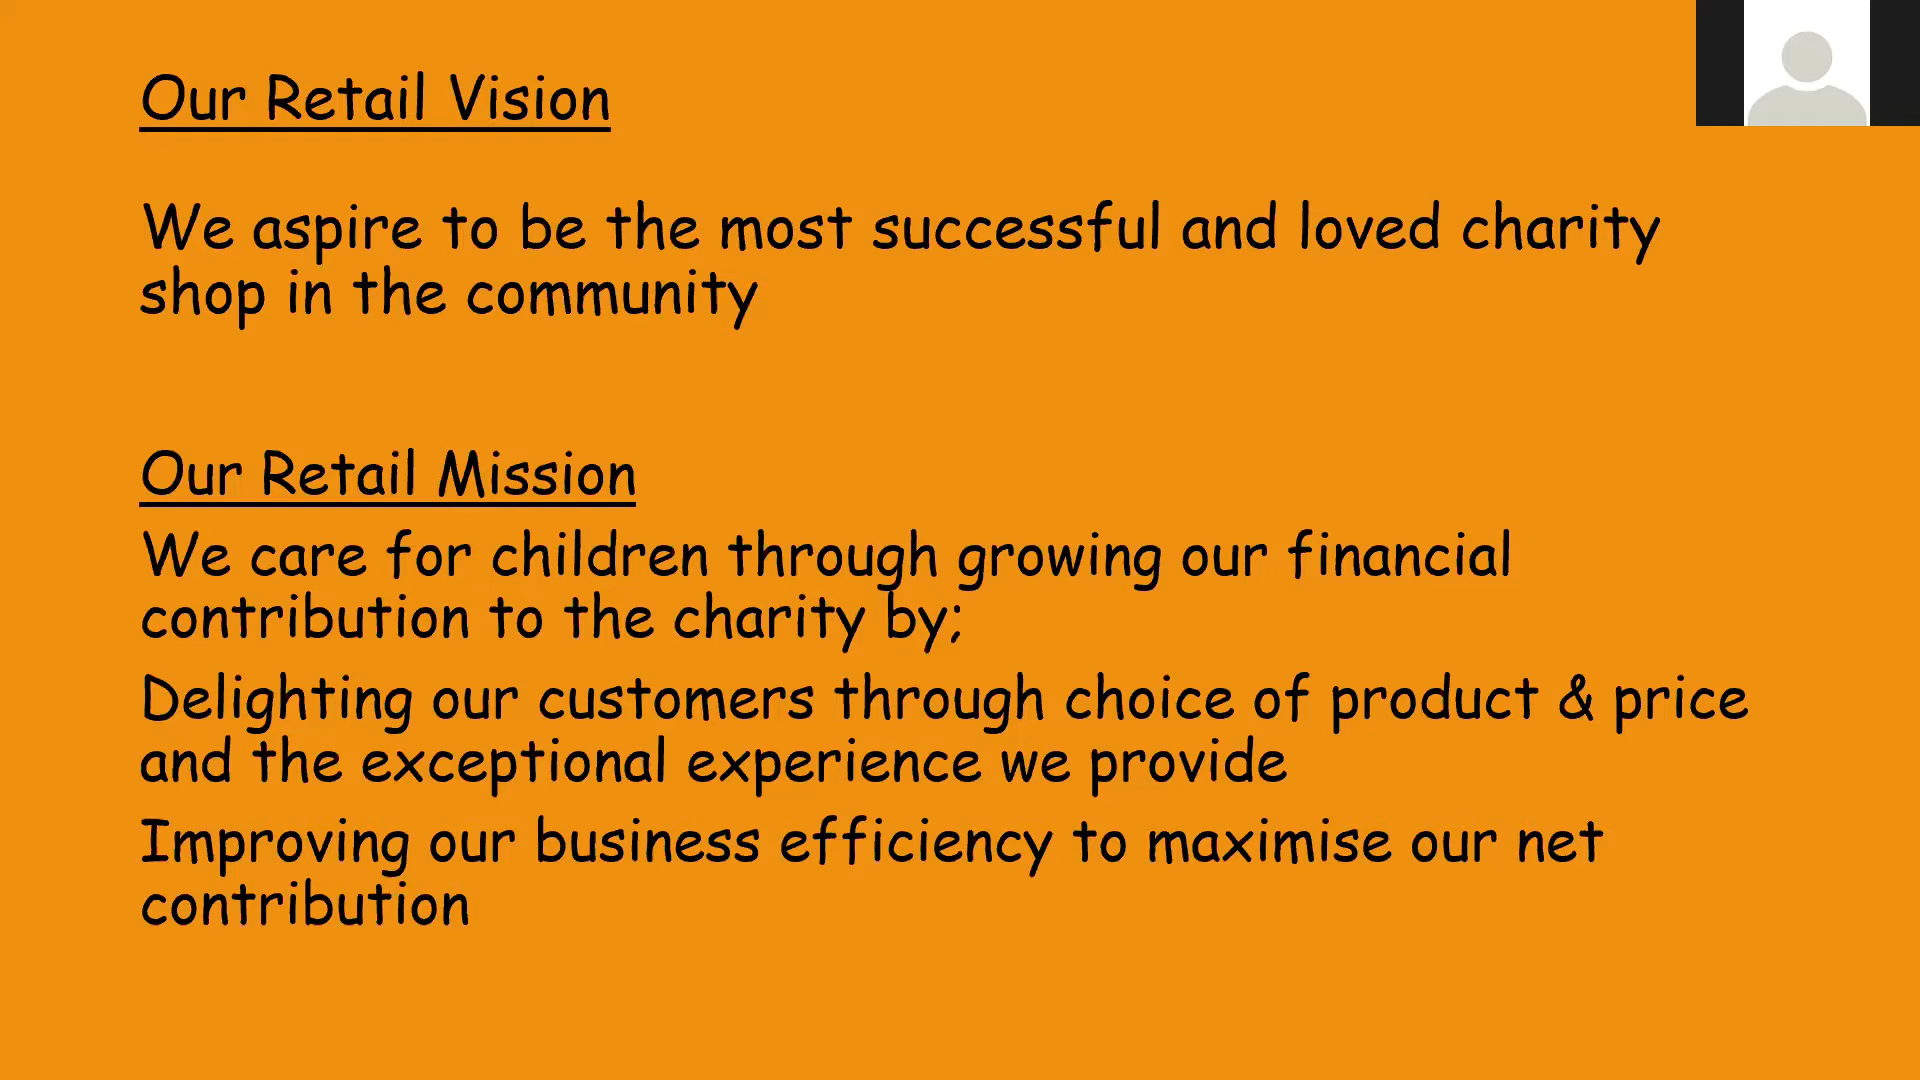 Our Retail Vision
We aspire to be the most successful and loved charity
shop in the community
Our Retail Mission
We care for children through growing our financial
contribution to the charity by;
Delighting our customers through choice of product & price
and the exceptional experience we provide
Improving our business efficiency to maximise our net
contribution